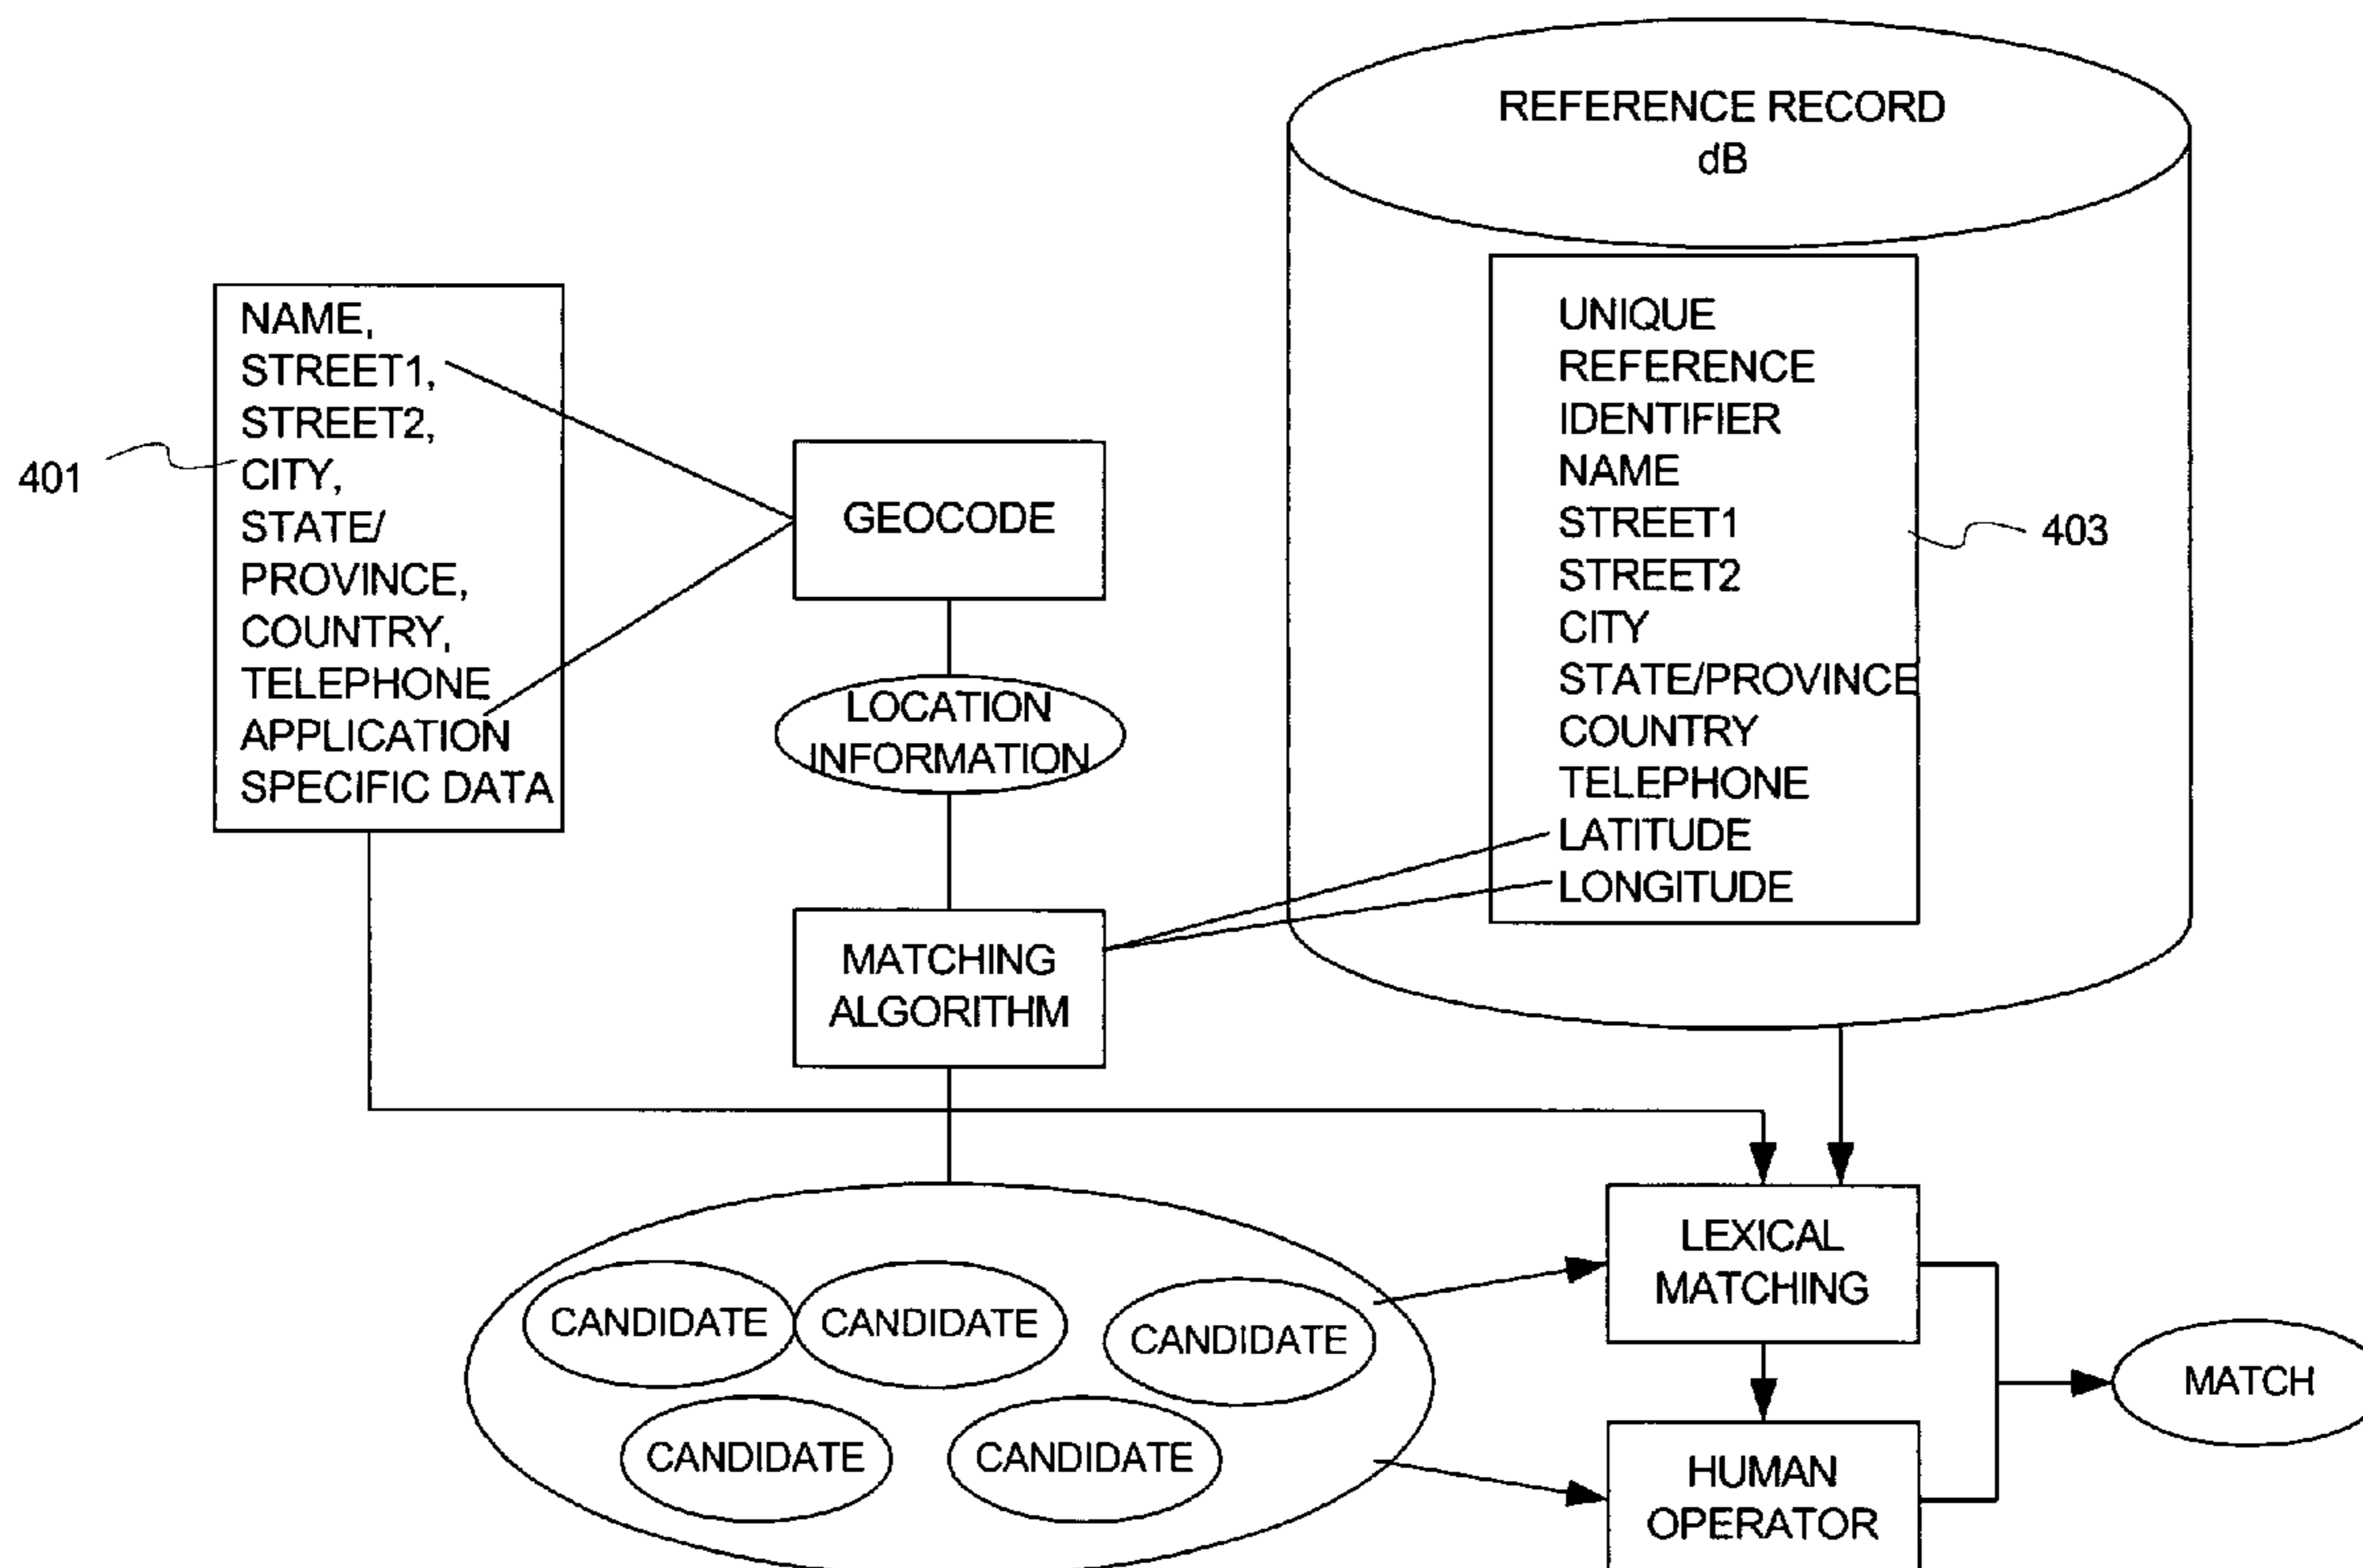 REFERENCE RECORD
dB
NAME,
STREET1,
STREET2,
CITY,
STATE/
PROVINCE,
COUNTRY,
TELEPHONE
APPLICATION
SPECIFIC DATA
401
GEOCODE
LOCATION
INFORMATION
MATCHING
ALGORITHM
UNIQUE
REFERENCE
IDENTIFIER
NAME
STREET1
STREET2
CITY
STATE/PROVINCE
COUNTRY
TELEPHONE
LATITUDE
LONGITUDE
403
CANDIDATE
CANDIDATE
CANDIDATE
CANDIDATE
CANDIDATE
LEXICAL
MATCHING
HUMAN
OPERATOR
MATCH